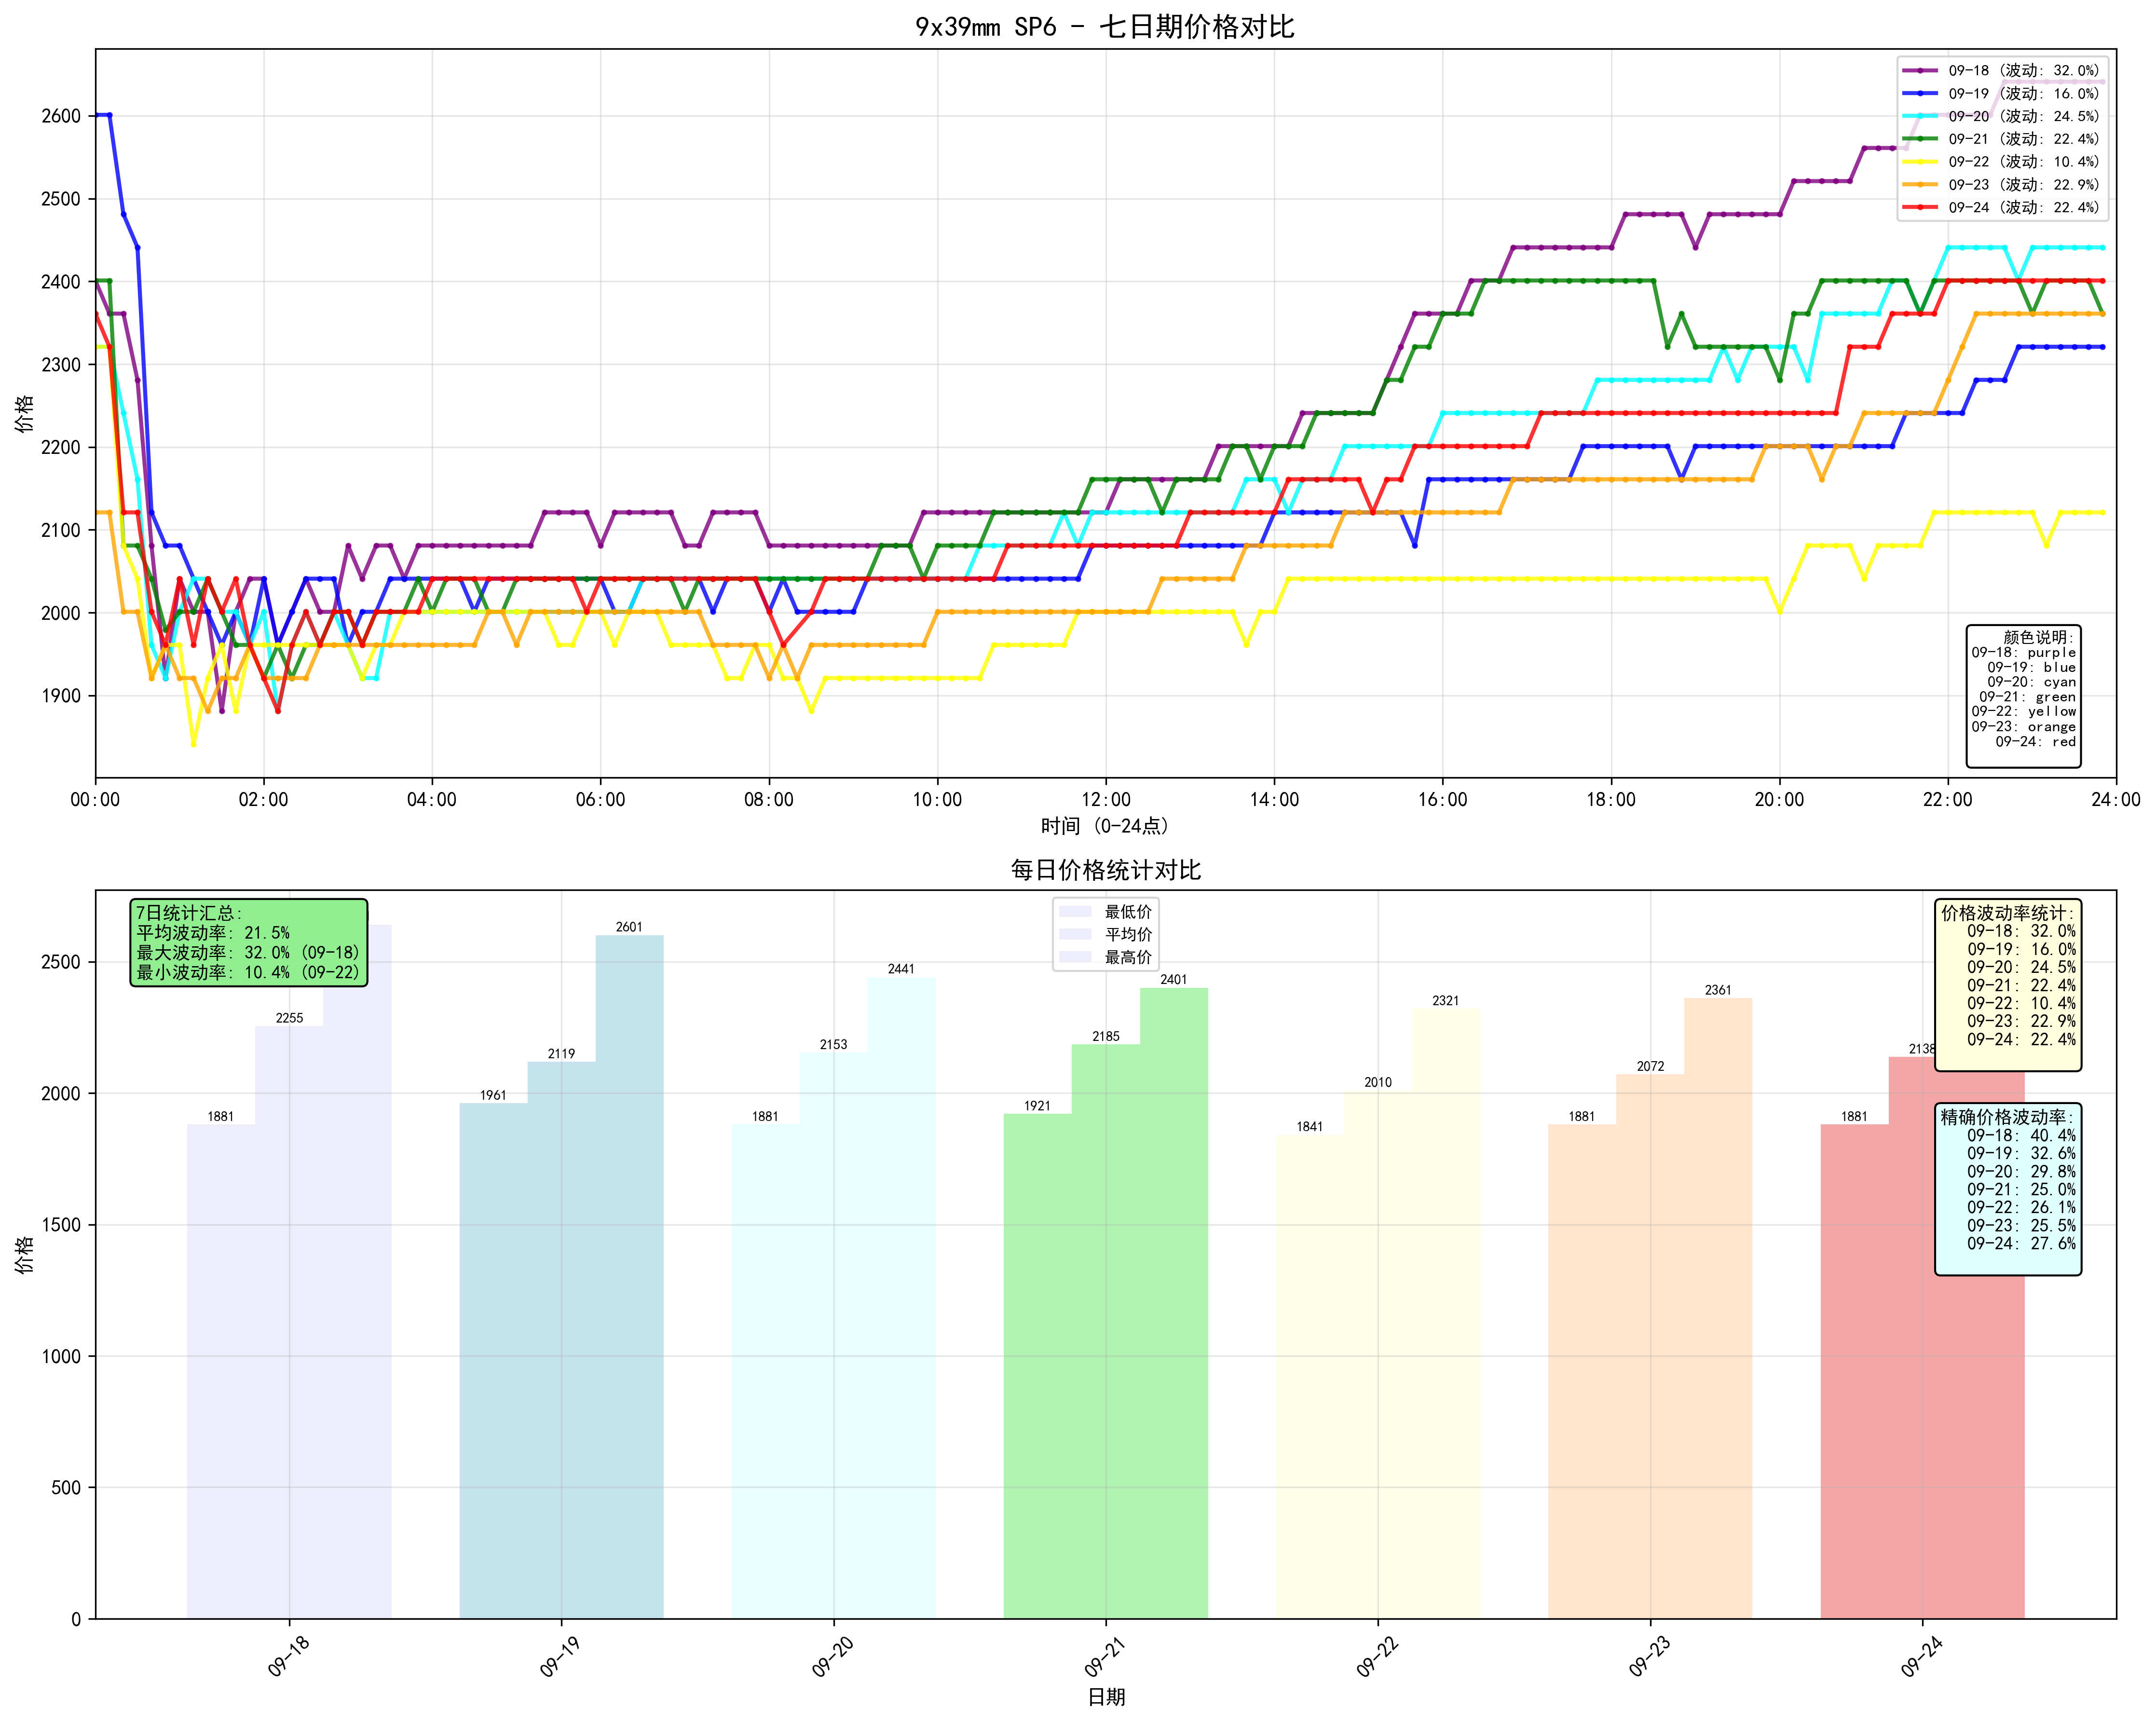 9x39mm SP6 - 七日期价格对比
价格
2600
2500
2400
2300
2200
2100
2000
1900
09-18 (波动: 32.0%)
09-19 (波动: 16.0%)
09-20 (波动: 24.5%)
09-21 (波动: 22.4%)
09-22 (波动: 10.4%)
09-23 (波动: 22.9%)
09-24 (波动: 22.4%)
颜色说明:
09-18: purple
09-19: blue
09-20: cyan
09-21: green
09-22: yellow
09-23: orange
09-24: red
00:00 02:00 04:00 06:00 08:00 10:00 12:00 14:00 16:00 18:00 20:00 22:00 24:00
时间 (0-24点)
每日价格统计对比
价格
2500
2000
1500
1000
500
0
7日统计汇总:
平均波动率: 21.5%
最大波动率: 32.0% (09-18)
最小波动率: 10.4% (09-22)
最低价
平均价
最高价
价格波动率统计:
09-18: 32.0%
09-19: 16.0%
09-20: 24.5%
09-21: 22.4%
09-22: 10.4%
09-23: 22.9%
09-24: 22.4%
精确价格波动率:
09-18: 40.4%
09-19: 32.6%
09-20: 29.8%
09-21: 25.0%
09-22: 26.1%
09-23: 25.5%
09-24: 27.6%
1881 2255
1961 2119 2601
1881 2153 2441
1921 2185 2401
1841 2010 2321
1881 2072 2361
1881 2138
09-18 09-19 09-20 09-21 09-22 09-23 09-24
日期